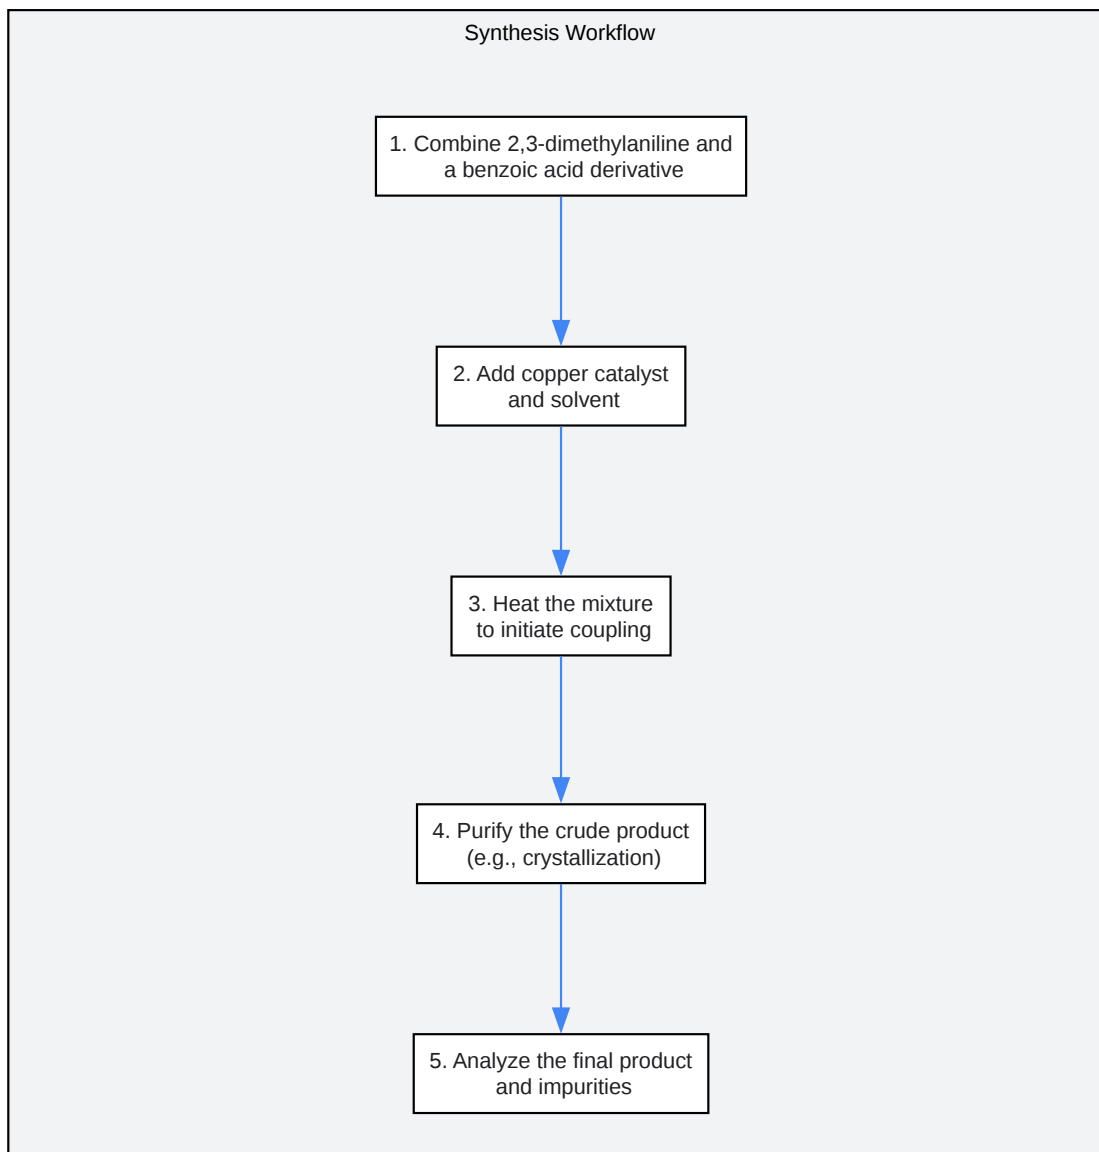 Synthesis Workflow
1. Combine 2,3-dimethylaniline and
a benzoic acid derivative
2. Add copper catalyst
and solvent
3. Heat the mixture
to initiate coupling
4. Purify the crude product
(e.g., crystallization)
5. Analyze the final product
and impurities